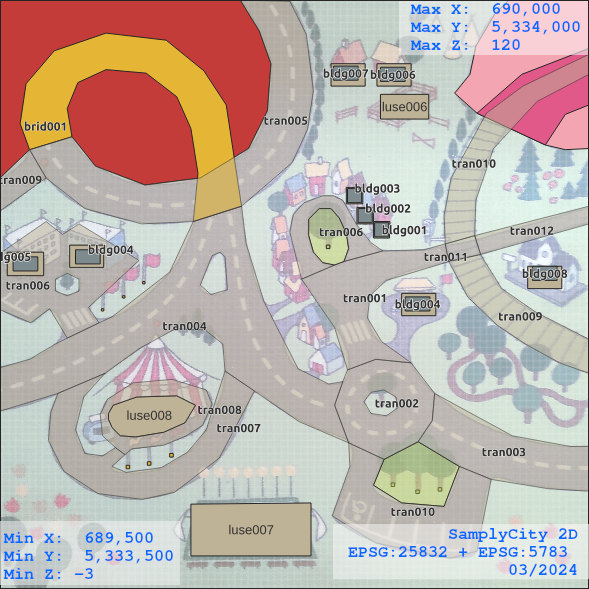 Max X: 690,000
Max Y: 5,334,000
Max Z: 120
bldg007
bldg006
luse006
brid001
tran005
tran010
tran009
bldg003
bldg002
bldg001
tran006
tran012
bldg004
dg005
tran006
tran011
bldg008
tran001
bldg004
tran009
tran004
tran002
luse008
tran008
tran007
tran003
tran010
luse007
Min X: 689,500
Min Y: 5,333,500
Min Z: -3
SamplyCity 2D
EPSG:25832 + EPSG:5783
03/2024